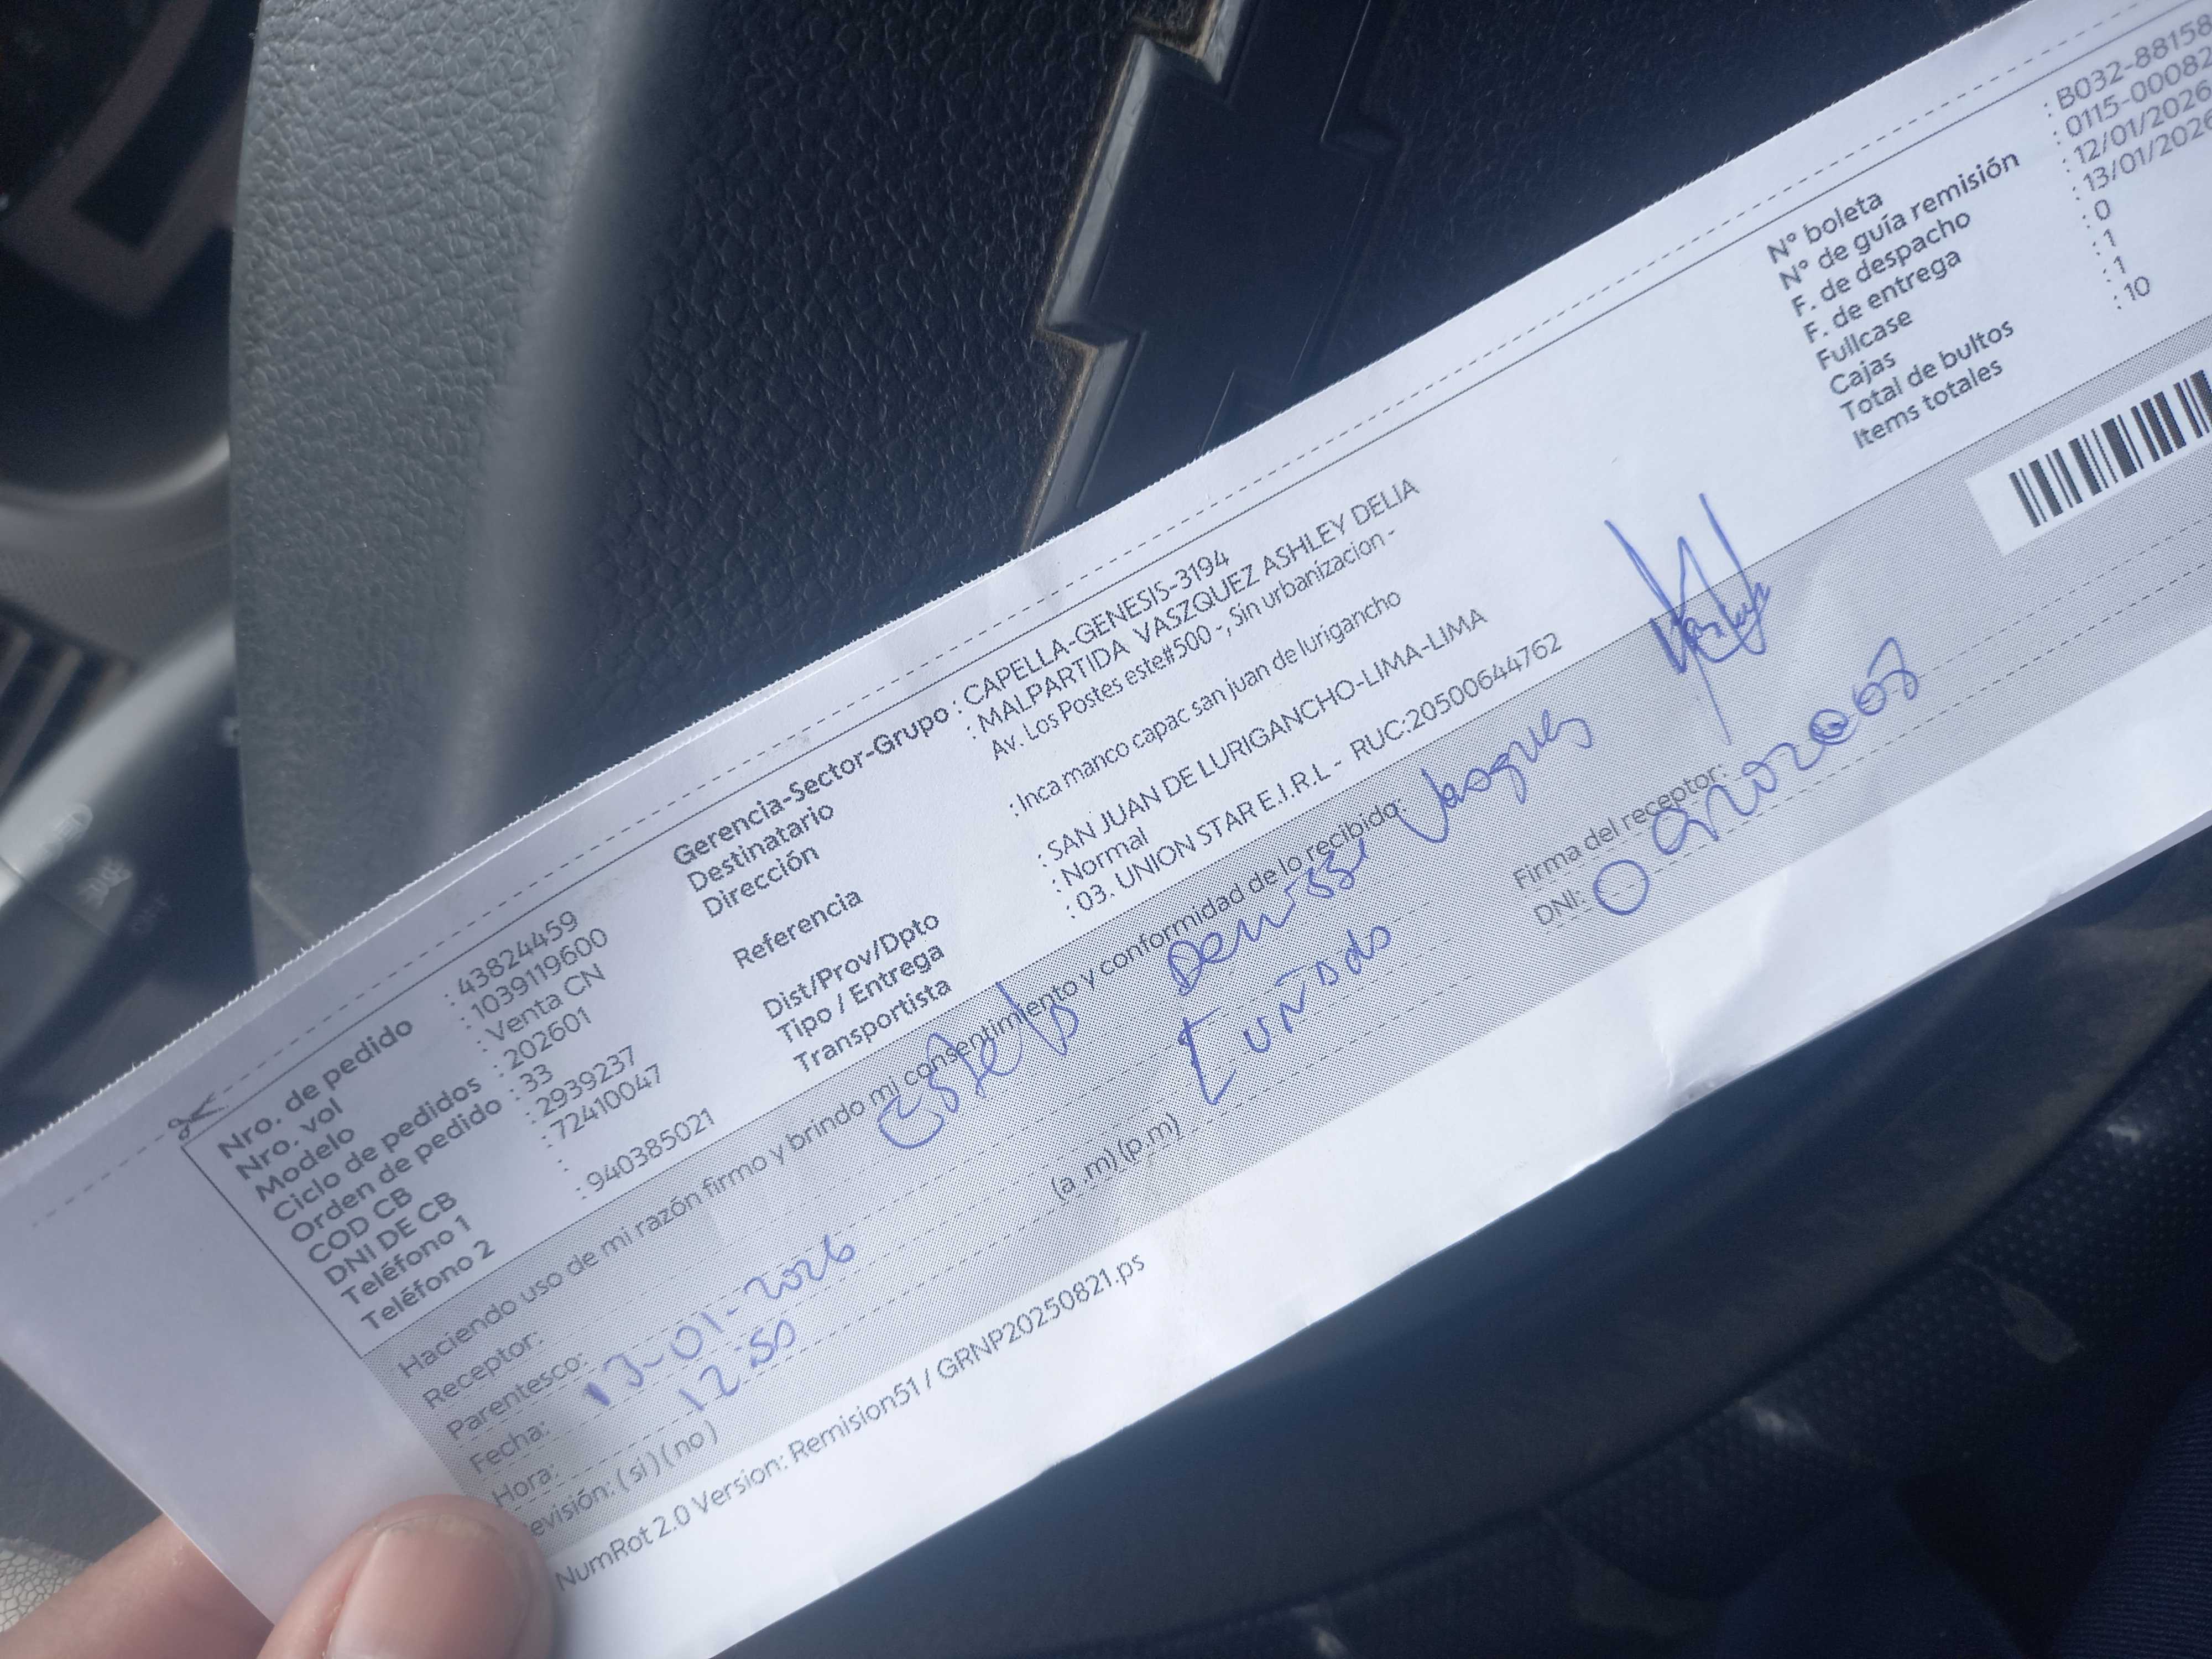 Nro. de pedido : 43824459
Nro. vol : 1039119600
Modelo : Venta CN
Ciclo de pedidos : 202601
Orden de pedido : 33
COD CB : 2939237
DNI DE CB : 72410047
Teléfono 1 :
Teléfono 2 : 940385021
Gerencia-Sector-Grupo : CAPELLA-GENESIS-3194
Destinatario : MALPARTIDA VASZQUEZ ASHLEY DELIA
Dirección Av. Los Postes este#500 -, Sin urbanizacion -
Referencia : Inca manco capac san juan de lurigancho
Dist/Prov/Dpto : SAN JUAN DE LURIGANCHO-LIMA-LIMA
Tipo / Entrega : Normal
Transportista : 03. UNION STAR E.I.R.L - RUC:20500644762
N° boleta : B032-88158
N° de guía remisión : 0115-00082
F. de despacho : 12/01/2026
F. de entrega : 13/01/2026
Fullcase : 0
Cajas : 1
Total de bultos : 1
Items totales : 10
Haciendo uso de mi razón firmo y brindo mi consentimiento y conformidad de lo recibido:
Receptor: Vasques
Parentesco: Cuñado
Fecha: 13-01-2026
Hora: 12:50 (a .m) (p .m)
evisión: ( si ) ( no )
Firma del receptor:
DNI:
NumRot 2.0 Version: Remision51 / GRNP20250821.ps